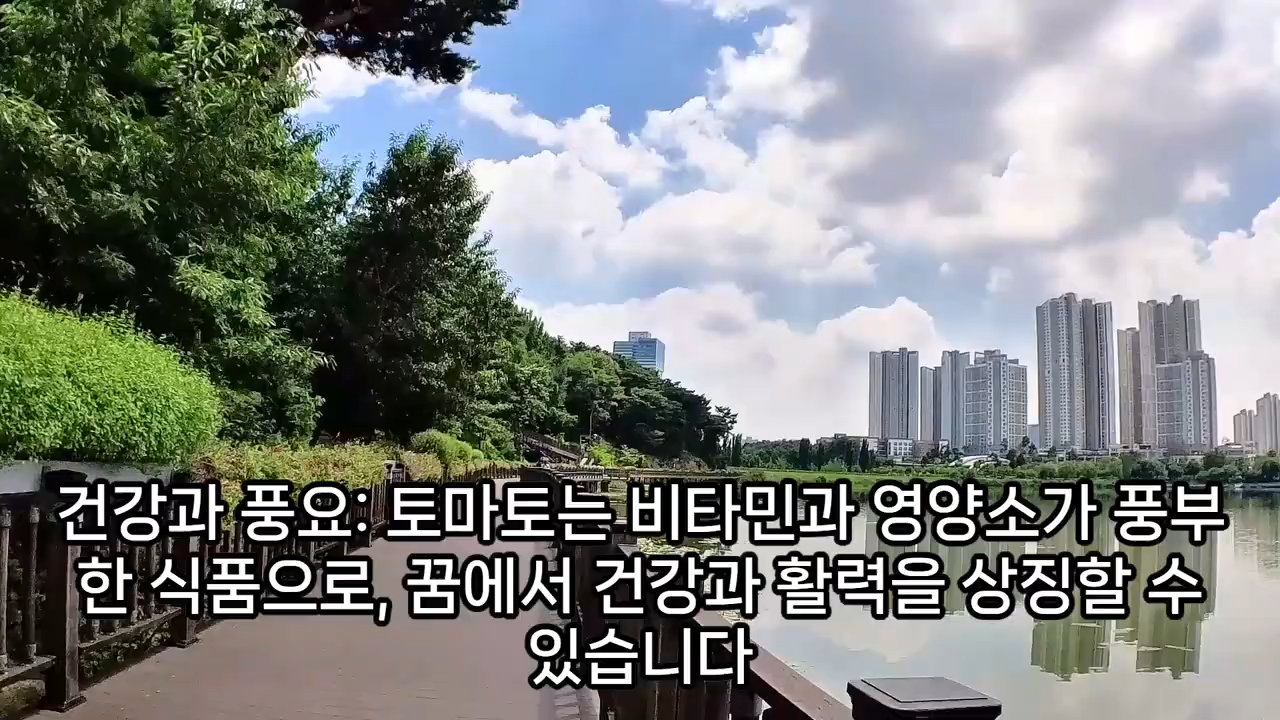 건강과 풍요: 토마토는 비타민과 영양소가 풍부
한 식품으로, 꿈에서 건강과 활력을 상징할 수
있습니다